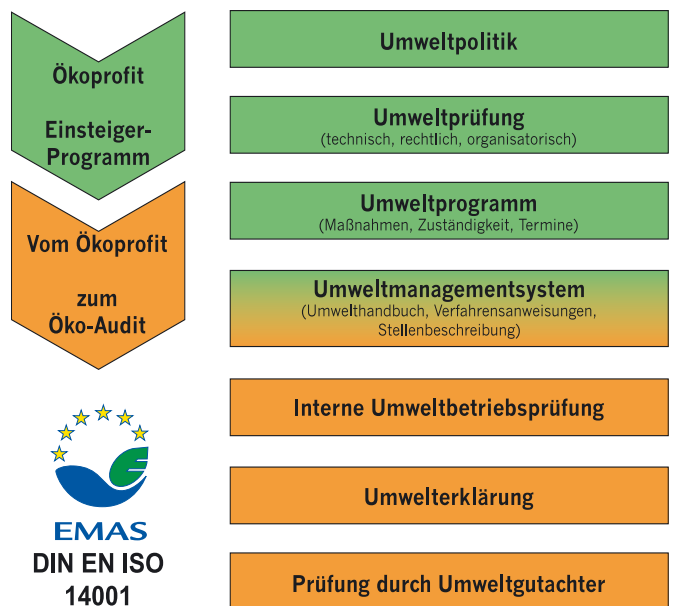 Ökoprofit
Einsteiger-
Programm
Vom Ökoprofit
zum
Öko-Audit
EMAS
DIN EN ISO
14001
Umweltpolitik
Umweltprüfung
(technisch, rechtlich, organisatorisch)
Umweltprogramm
(Maßnahmen, Zuständigkeit, Termine)
Umweltmanagementsystem
(Umwelthandbuch, Verfahrensanweisungen,
Stellenbeschreibung)
Interne Umweltbetriebsprüfung
Umwelterklärung
Prüfung durch Umweltgutachter